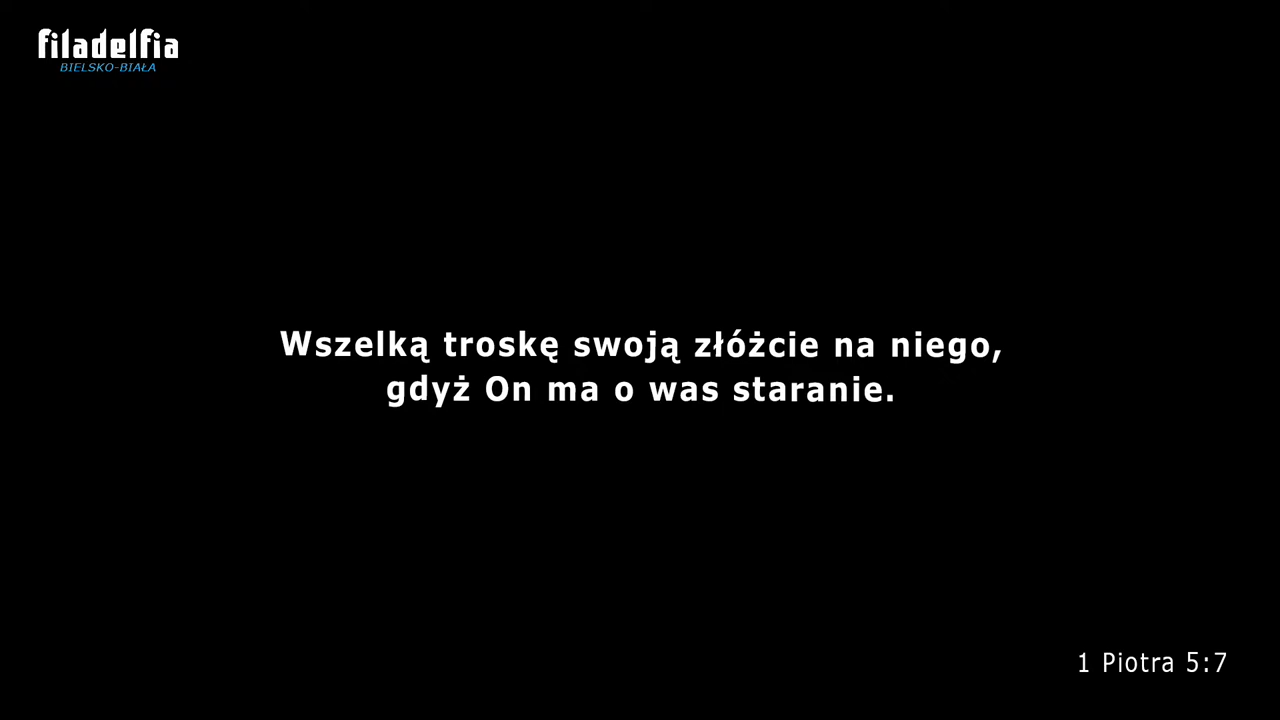 filadelfia
BIELSKO-BIAŁA
Wszelką troskę swoją złóżcie na niego,
gdyż On ma o was staranie.
1 Piotra 5:7